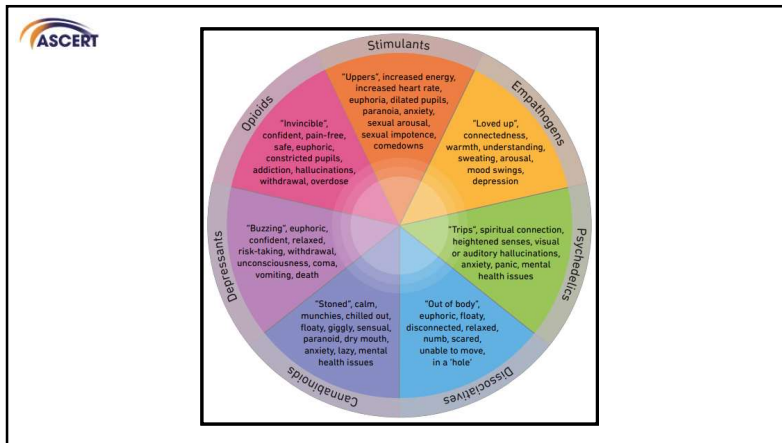 ASCERT
Stimulants
"Uppers", increased energy,
increased heart rate,
euphoria, dilated pupils,
paranoia, anxiety,
sexual arousal,
sexual impotence,
comedowns
Empathogens
"Loved up",
connectedness,
warmth, understanding,
sweating, arousal,
mood swings,
depression
Psychedelics
"Trips", spiritual connection,
heightened senses, visual
or auditory hallucinations,
anxiety, panic, mental
health issues
Dissociatives
"Out of body",
euphoric, floaty,
disconnected, relaxed,
numb, scared,
unable to move,
in a 'hole'
Cannabinoids
"Stoned", calm,
munchies, chilled out,
floaty, giggly, sensual,
paranoid, dry mouth,
anxiety, lazy, mental
health issues
Depressants
"Buzzing", euphoric,
confident, relaxed,
risk-taking, withdrawal,
unconsciousness, coma,
vomiting, death
Opioids
"Invincible",
confident, pain-free,
safe, euphoric,
constricted pupils,
addiction, hallucinations,
withdrawal, overdose